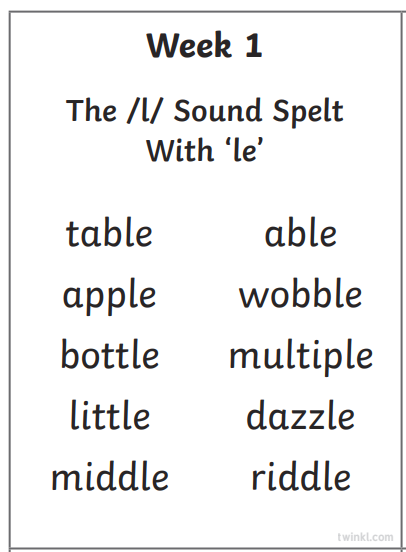 Week 1
The /l/ Sound Spelt
With ‘le’
table able
apple wobble
bottle multiple
little dazzle
middle riddle
twinkl.com